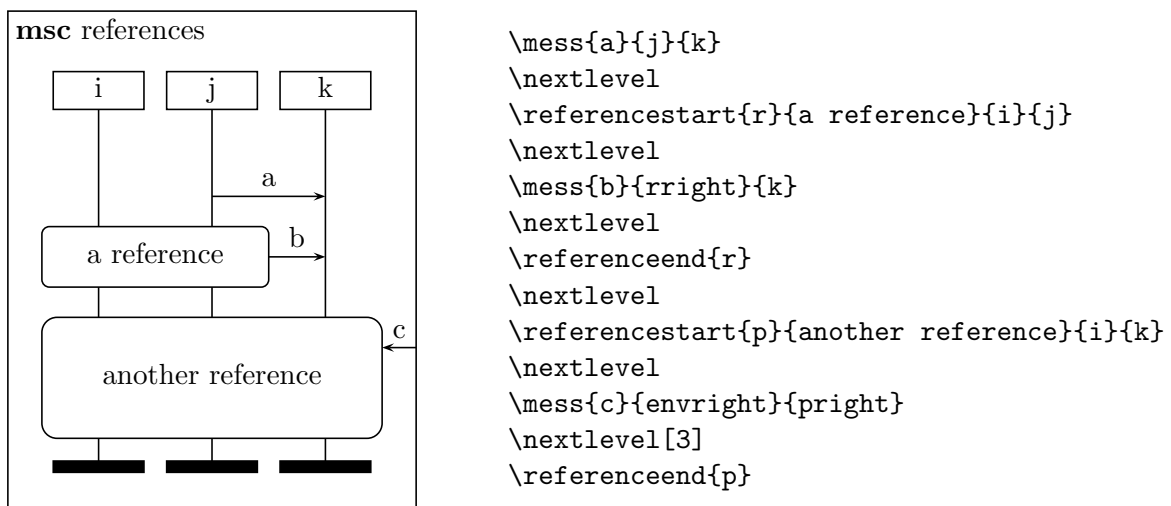 msc references
i
j
k
a
a reference
b
another reference
c
\mess{a}{j}{k}
\nextlevel
\referencestart{r}{a reference}{i}{j}
\nextlevel
\mess{b}{rright}{k}
\nextlevel
\referenceend{r}
\nextlevel
\referencestart{p}{another reference}{i}{k}
\nextlevel
\mess{c}{envright}{pright}
\nextlevel[3]
\referenceend{p}